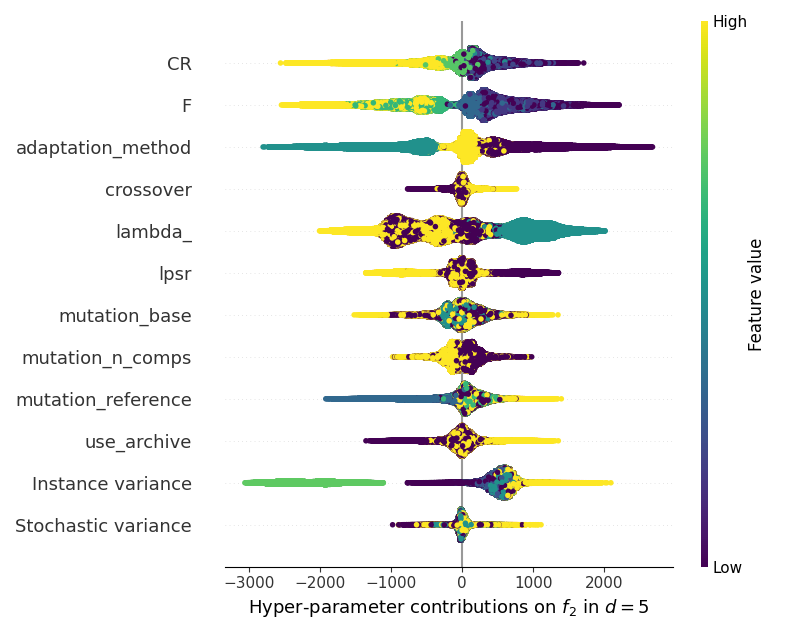 High
CR
F
adaptation_method
crossover
lambda_
lpsr
mutation_base
mutation_n_comps
mutation_reference
use_archive
Instance variance
Stochastic variance
Feature value
Low
−3000 −2000 −1000 0 1000 2000
Hyper-parameter contributions on f₂ in d = 5